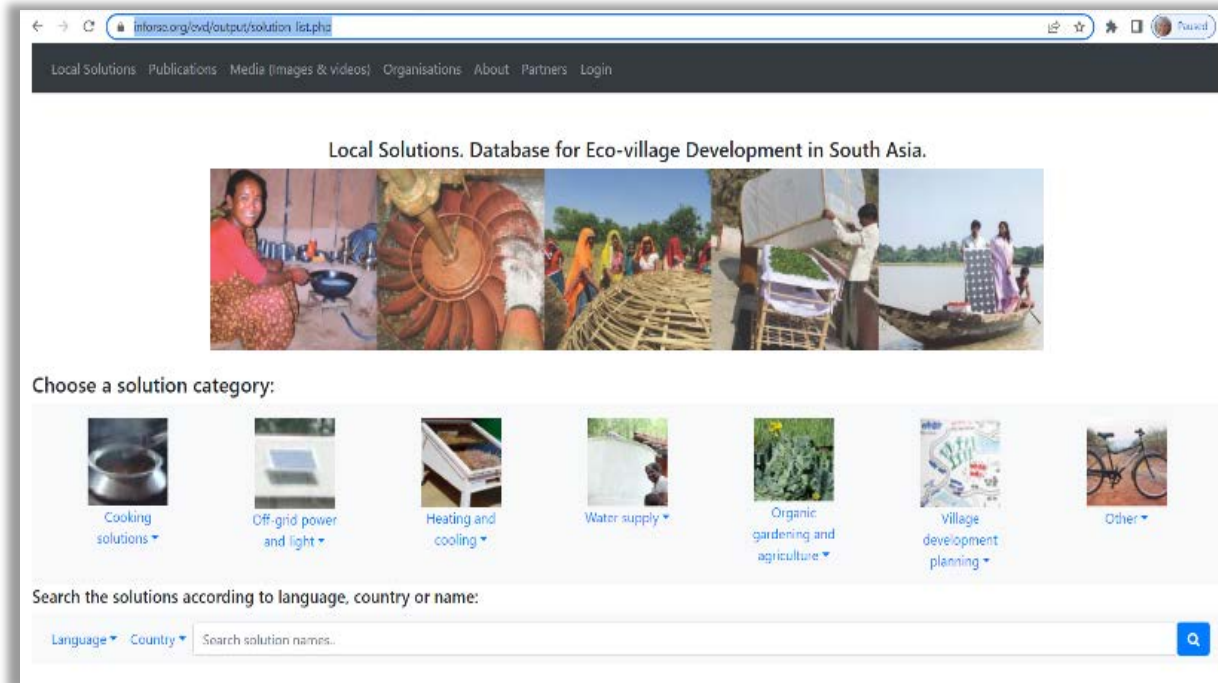 inforse.org/evd/output/solution_list.php
Paused
Local Solutions Publications Media (Images & videos) Organisations About Partners Login
Local Solutions. Database for Eco-village Development in South Asia.
Choose a solution category:
Cooking
solutions
Off-grid power
and light
Heating and
cooling
Water supply
Organic
gardening and
agriculture
Village
development
planning
Other
Search the solutions according to language, country or name:
Language Country Search solution names..